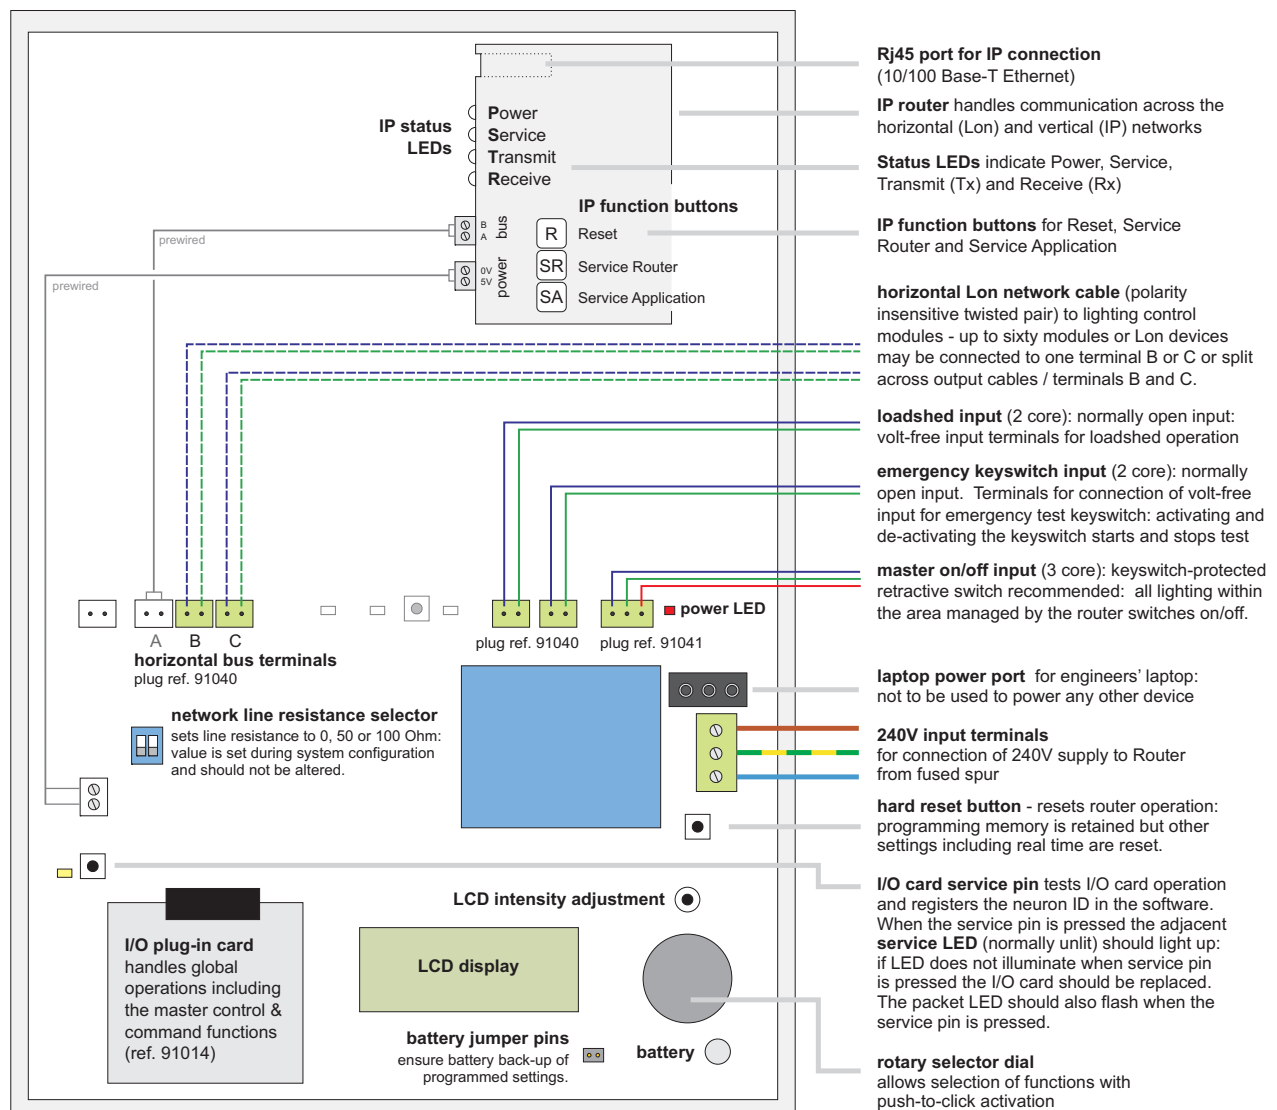 Rj45 port for IP connection
(10/100 Base-T Ethernet)
IP router handles communication across the
horizontal (Lon) and vertical (IP) networks
Status LEDs indicate Power, Service,
Transmit (Tx) and Receive (Rx)
IP function buttons for Reset, Service
Router and Service Application
horizontal Lon network cable (polarity
insensitive twisted pair) to lighting control
modules - up to sixty modules or Lon devices
may be connected to one terminal B or C or split
across output cables / terminals B and C.
loadshed input (2 core): normally open input:
volt-free input terminals for loadshed operation
emergency keyswitch input (2 core): normally
open input. Terminals for connection of volt-free
input for emergency test keyswitch: activating and
de-activating the keyswitch starts and stops test
master on/off input (3 core): keyswitch-protected
retractive switch recommended: all lighting within
the area managed by the router switches on/off.
laptop power port for engineers' laptop:
not to be used to power any other device
240V input terminals
for connection of 240V supply to Router
from fused spur
hard reset button - resets router operation:
programming memory is retained but other
settings including real time are reset.
I/O card service pin tests I/O card operation
and registers the neuron ID in the software.
When the service pin is pressed the adjacent
service LED (normally unlit) should light up:
if LED does not illuminate when service pin
is pressed the I/O card should be replaced.
The packet LED should also flash when the
service pin is pressed.
rotary selector dial
allows selection of functions with
push-to-click activation
IP status
LEDs
Power
Service
Transmit
Receive
IP function buttons
R Reset
SR Service Router
SA Service Application
B
A
bus
0V
5V
power
prewired
prewired
A B C
horizontal bus terminals
plug ref. 91040
plug ref. 91040
plug ref. 91041
power LED
network line resistance selector
sets line resistance to 0, 50 or 100 Ohm:
value is set during system configuration
and should not be altered.
I/O plug-in card
handles global
operations including
the master control &
command functions
(ref. 91014)
LCD intensity adjustment
LCD display
battery jumper pins
ensure battery back-up of
programmed settings.
battery